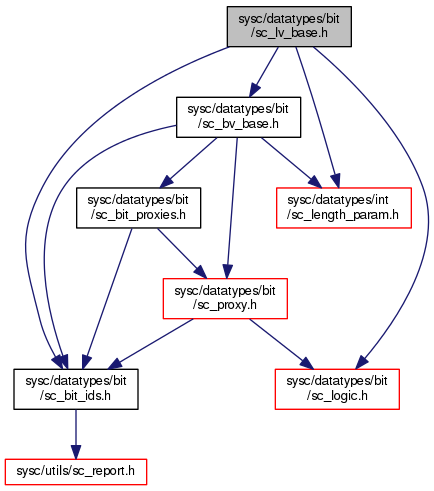 sysc/datatypes/bit
/sc_lv_base.h
sysc/datatypes/bit
/sc_bv_base.h
sysc/datatypes/bit
/sc_bit_proxies.h
sysc/datatypes/int
/sc_length_param.h
sysc/datatypes/bit
/sc_proxy.h
sysc/datatypes/bit
/sc_bit_ids.h
sysc/datatypes/bit
/sc_logic.h
sysc/utils/sc_report.h